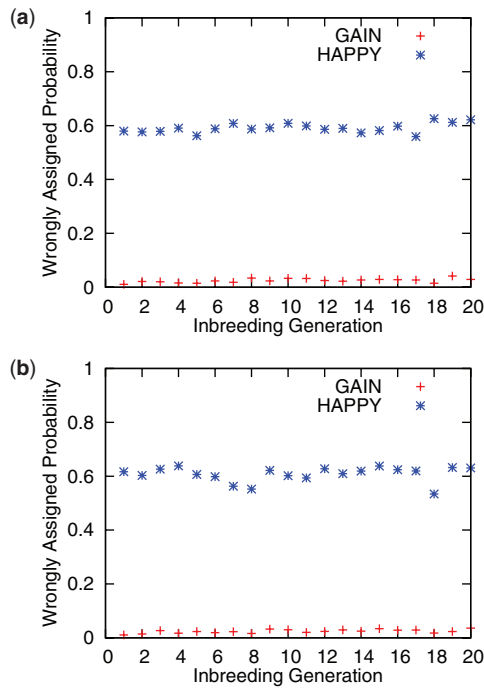 (a)
Wrongly Assigned Probability
1
0.8
0.6
0.4
0.2
0
GAIN
HAPPY
0 2 4 6 8 10 12 14 16 18 20
Inbreeding Generation
(b)
Wrongly Assigned Probability
1
0.8
0.6
0.4
0.2
0
GAIN
HAPPY
0 2 4 6 8 10 12 14 16 18 20
Inbreeding Generation